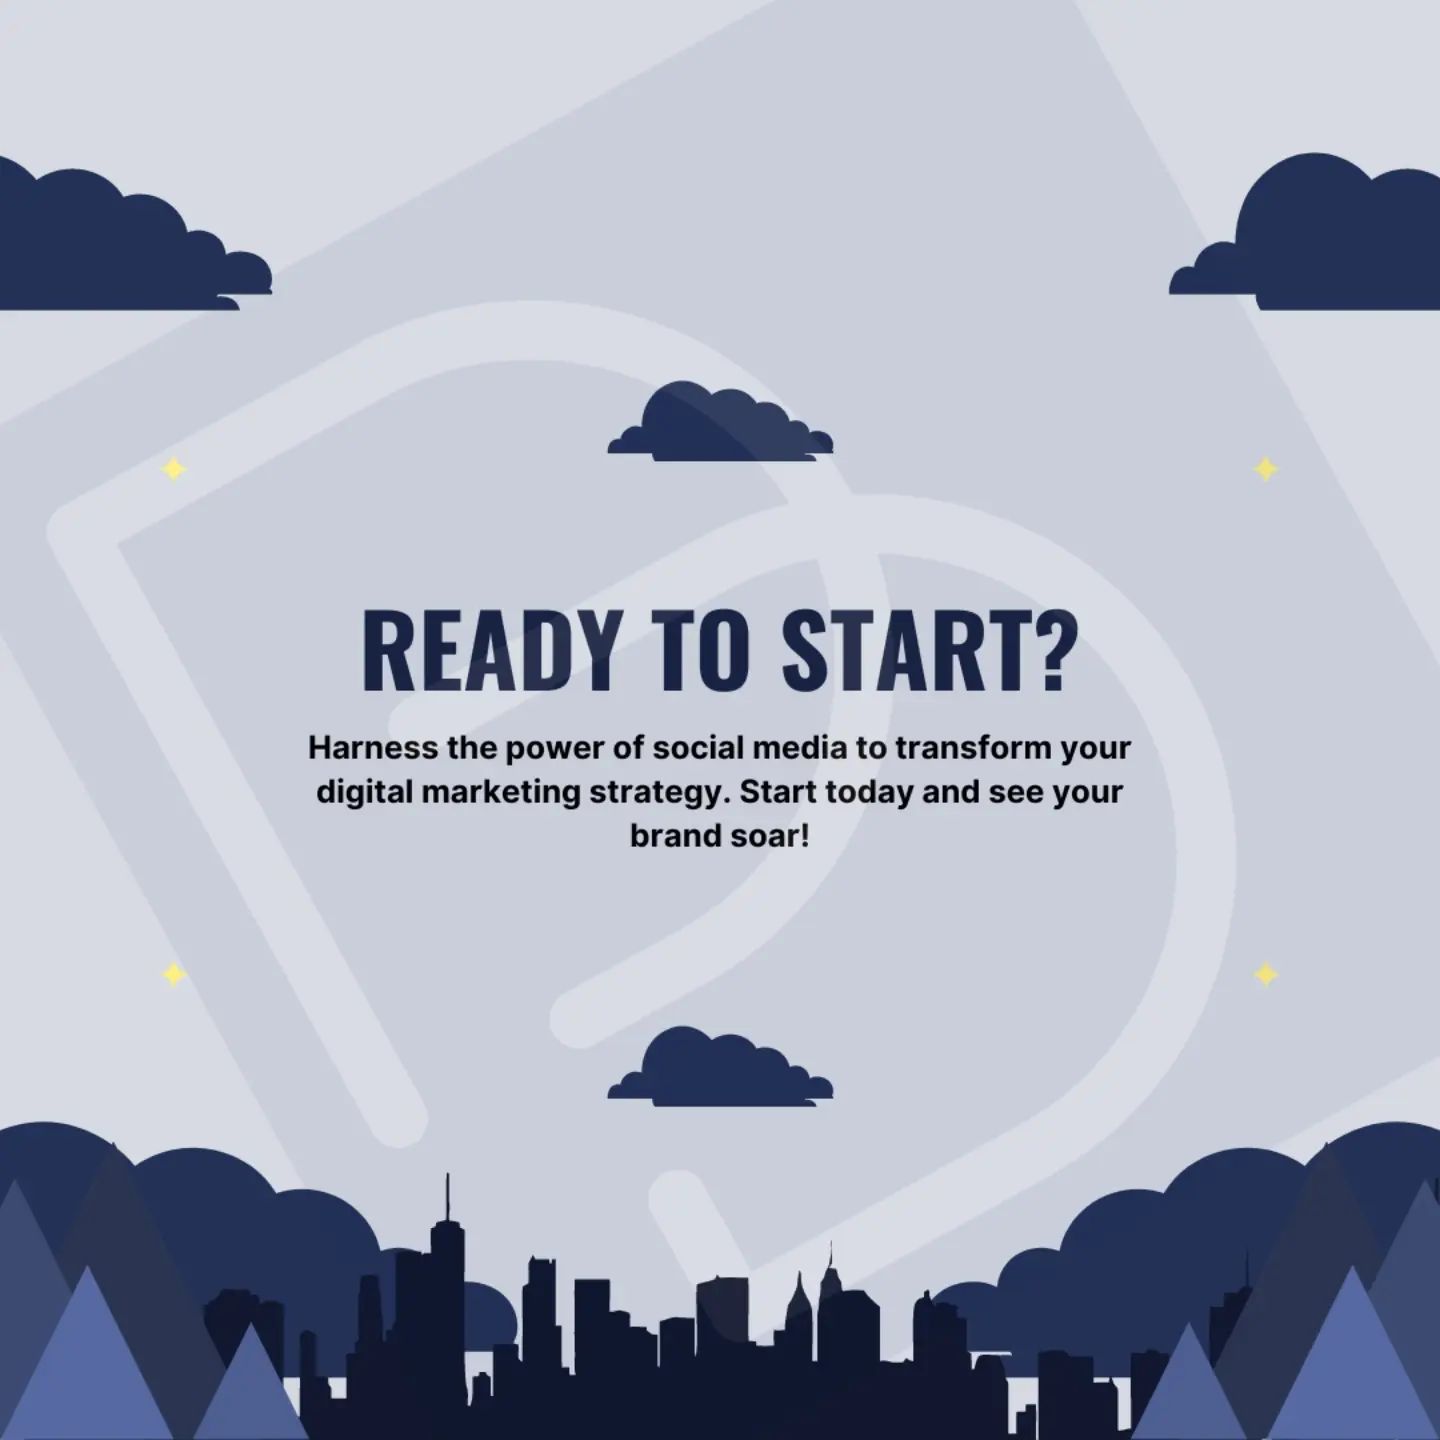 READY TO START?
Harness the power of social media to transform your
digital marketing strategy. Start today and see your
brand soar!